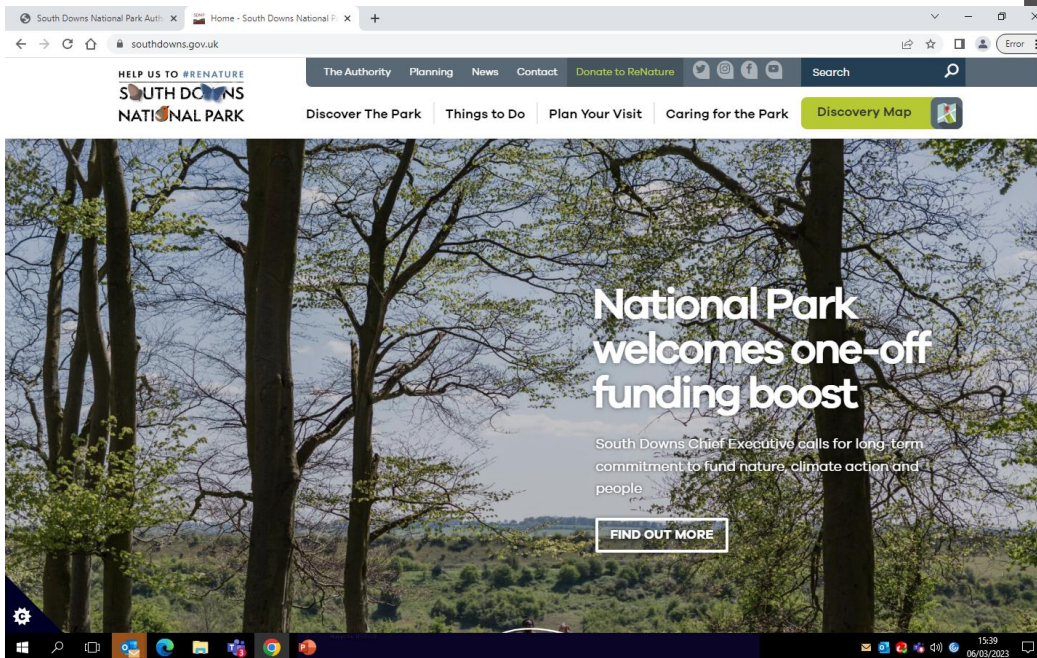 South Downs National Park Auth
Home - South Downs National P
southdowns.gov.uk
Error
HELP US TO #RENATURE
SOUTH DOWNS
NATIONAL PARK
The Authority Planning News Contact Donate to ReNature Search
Discover The Park Things to Do Plan Your Visit Caring for the Park Discovery Map
National Park
welcomes one-off
funding boost
South Downs Chief Executive calls for long-term
commitment to fund nature, climate action and
people
FIND OUT MORE
15:39
06/03/2023